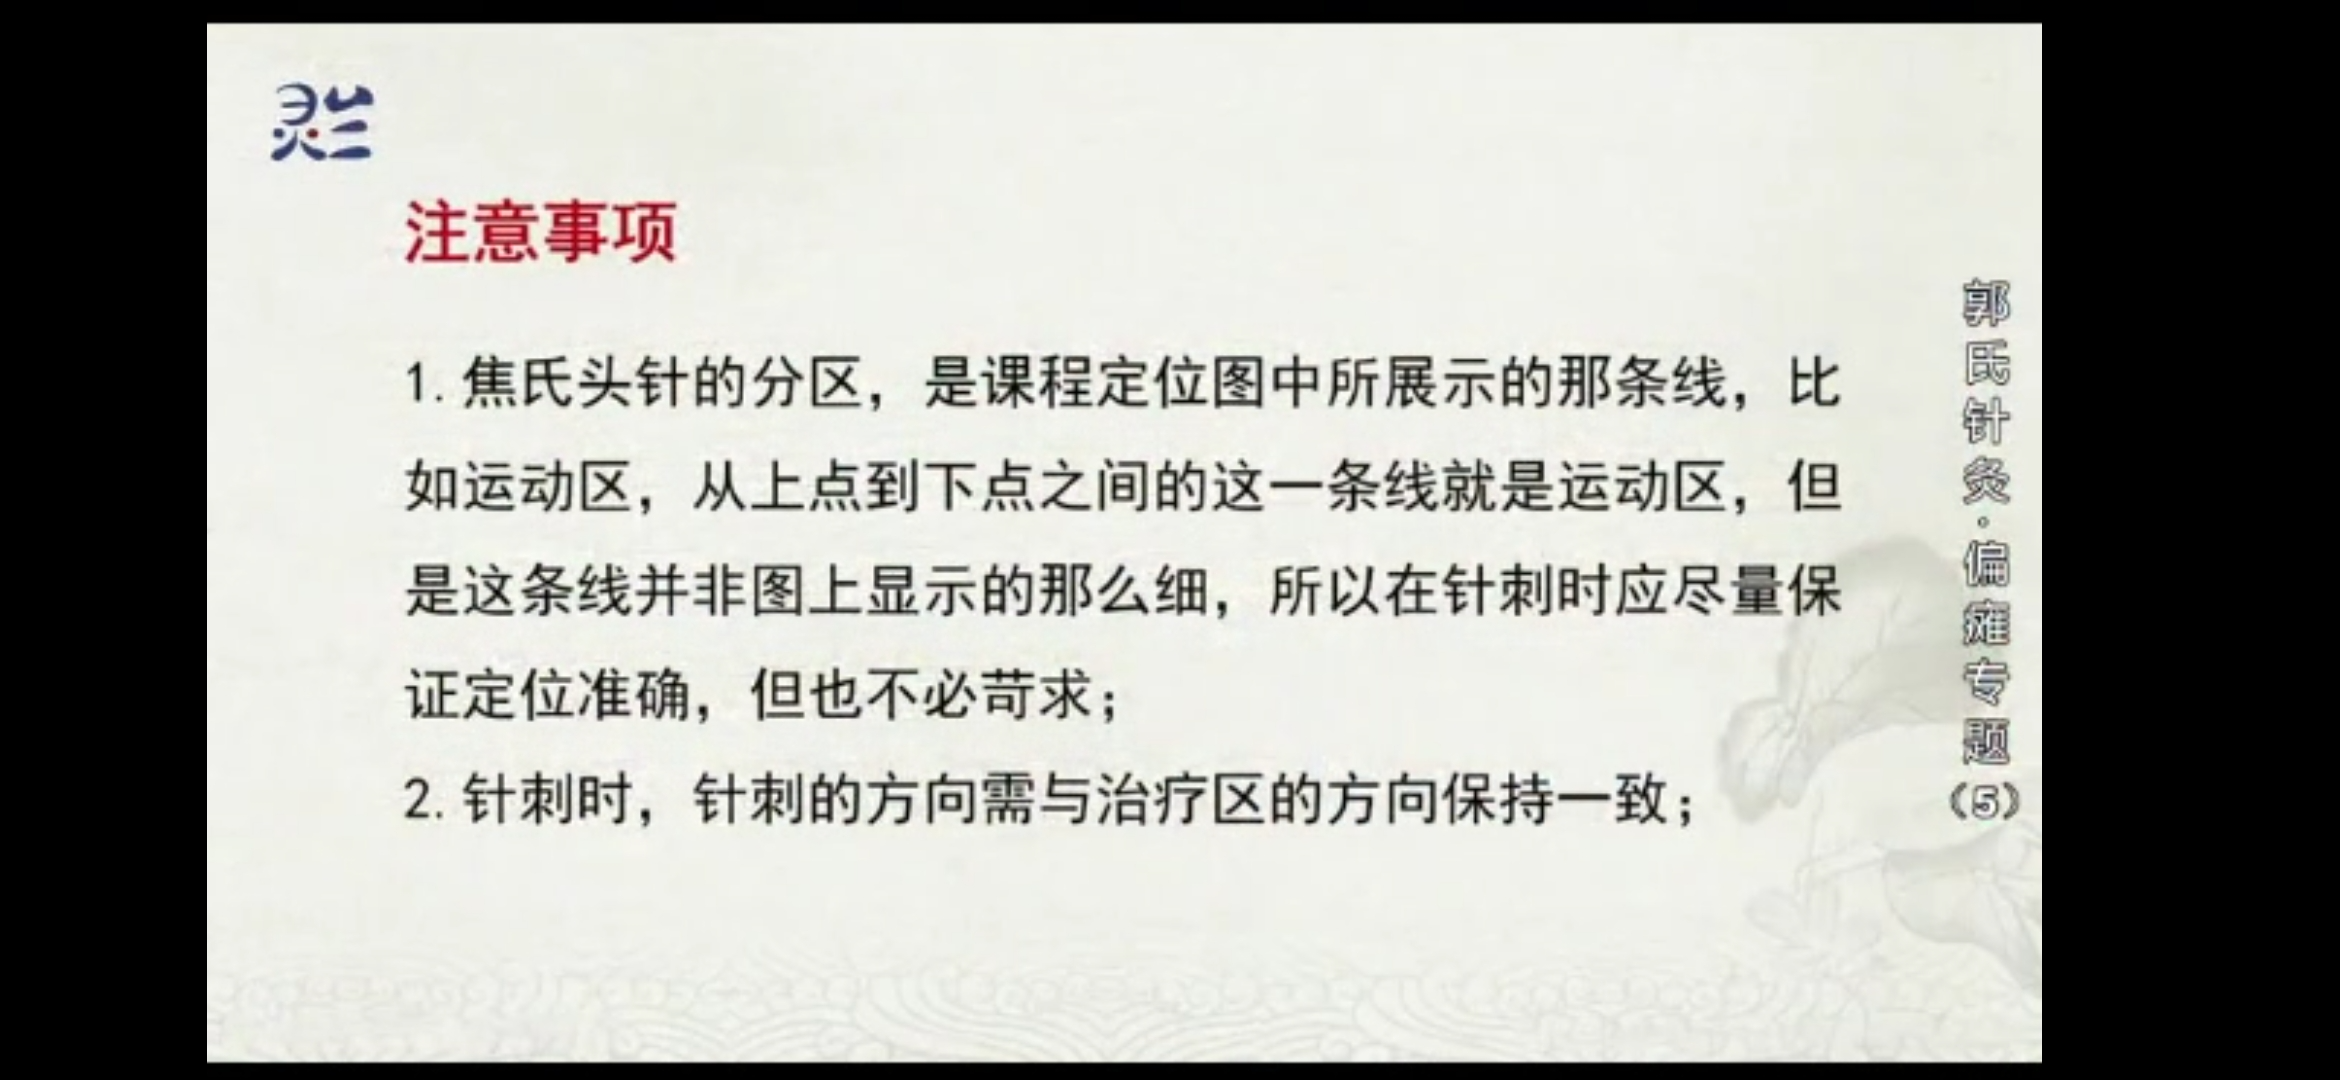 注意事项
1.焦氏头针的分区，是课程定位图中所展示的那条线，比
如运动区，从上点到下点之间的这一条线就是运动区，但
是这条线并非图上显示的那么细，所以在针刺时应尽量保
证定位准确，但也不必苛求；
2.针刺时，针刺的方向需与治疗区的方向保持一致；
郭氏针灸·偏瘫专题（5）